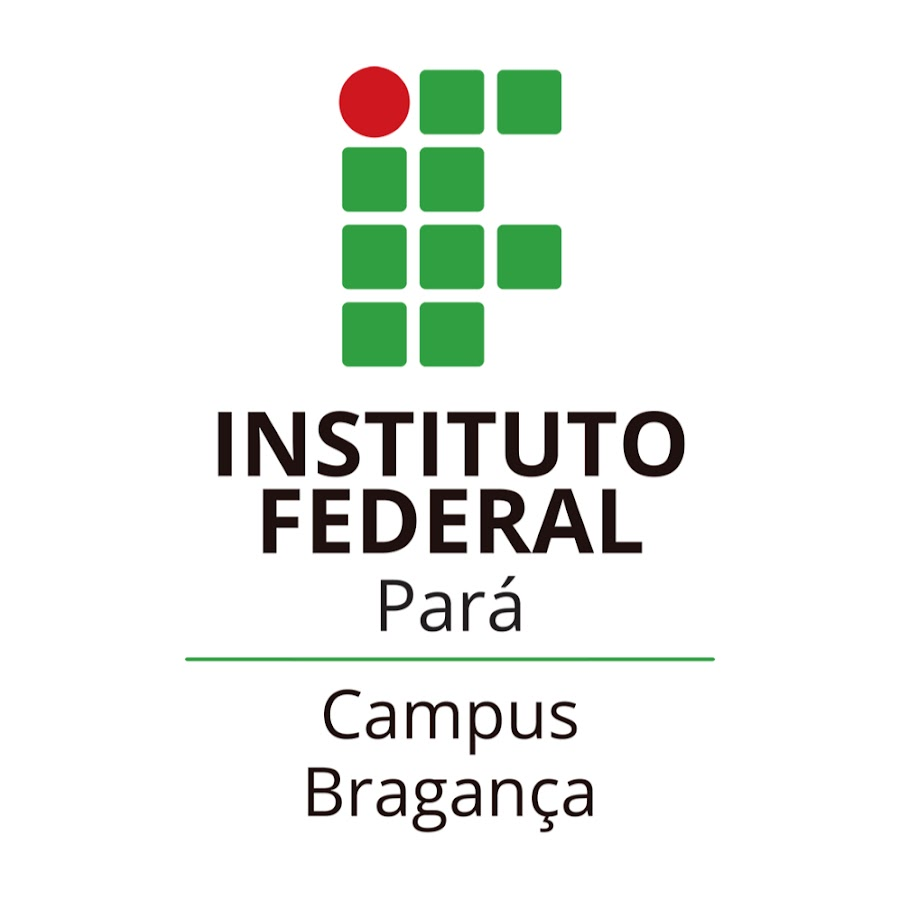 INSTITUTO
FEDERAL
Pará
Campus
Bragança